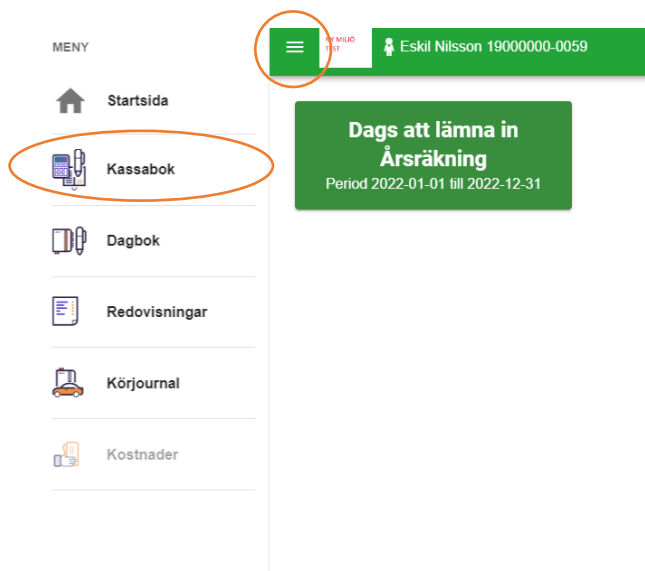 MENY
NY MILJÖ
TEST
Eskil Nilsson 19000000-0059
Startsida
Kassabok
Dagbok
Redovisningar
Körjournal
Kostnader
Dags att lämna in
Årsräkning
Period 2022-01-01 till 2022-12-31